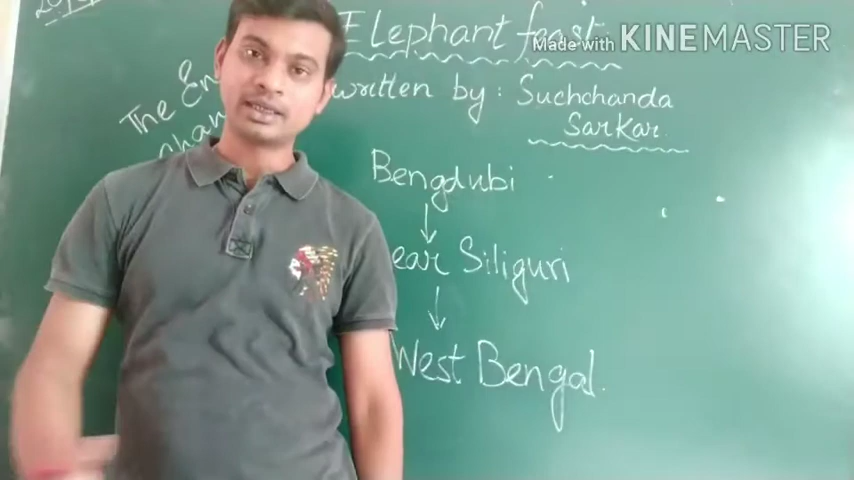 Elephant feast
Made with KINEMASTER
The En
written by : Suchchanda
Sarkar
Bengdubi
ear Siliguri
West Bengal.